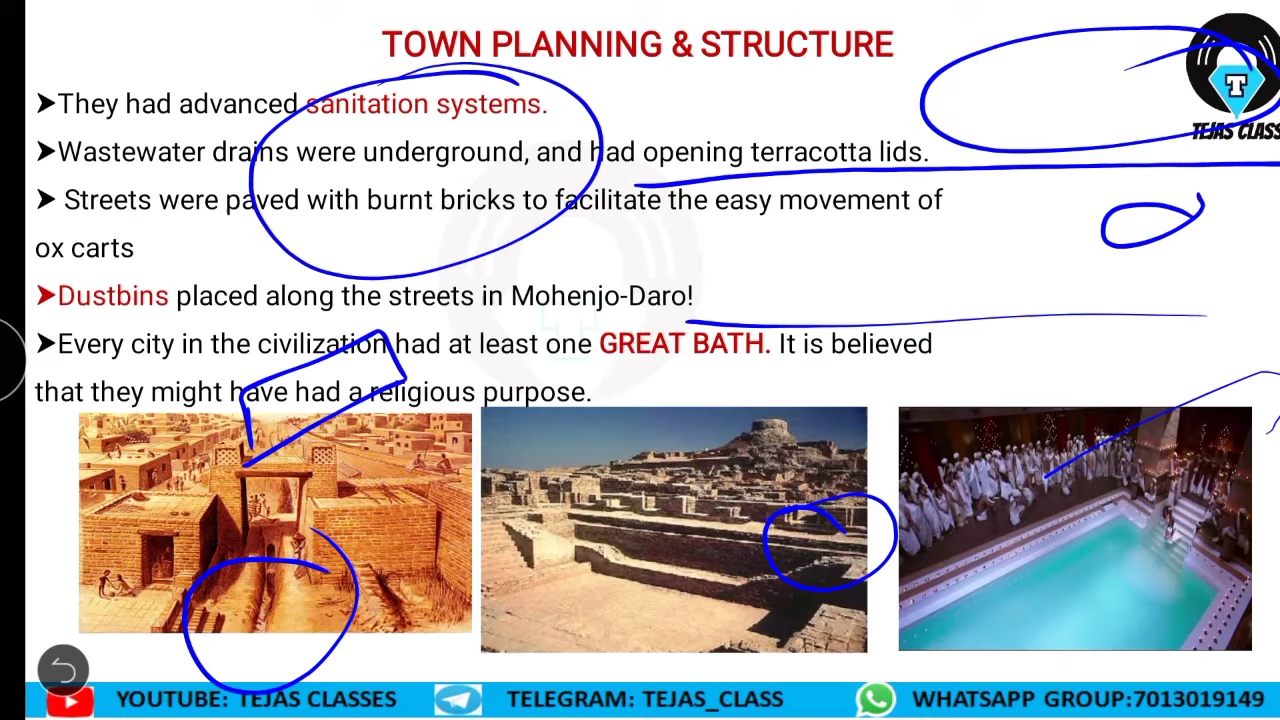 TOWN PLANNING & STRUCTURE
➤They had advanced sanitation systems.
➤Wastewater drains were underground, and had opening terracotta lids.
➤ Streets were paved with burnt bricks to facilitate the easy movement of
ox carts
➤Dustbins placed along the streets in Mohenjo-Daro!
➤Every city in the civilization had at least one GREAT BATH. It is believed
that they might have had a religious purpose.
T
TEJAS CLASS
YOUTUBE: TEJAS CLASSES
TELEGRAM: TEJAS_CLASS
WHATSAPP GROUP:7013019149